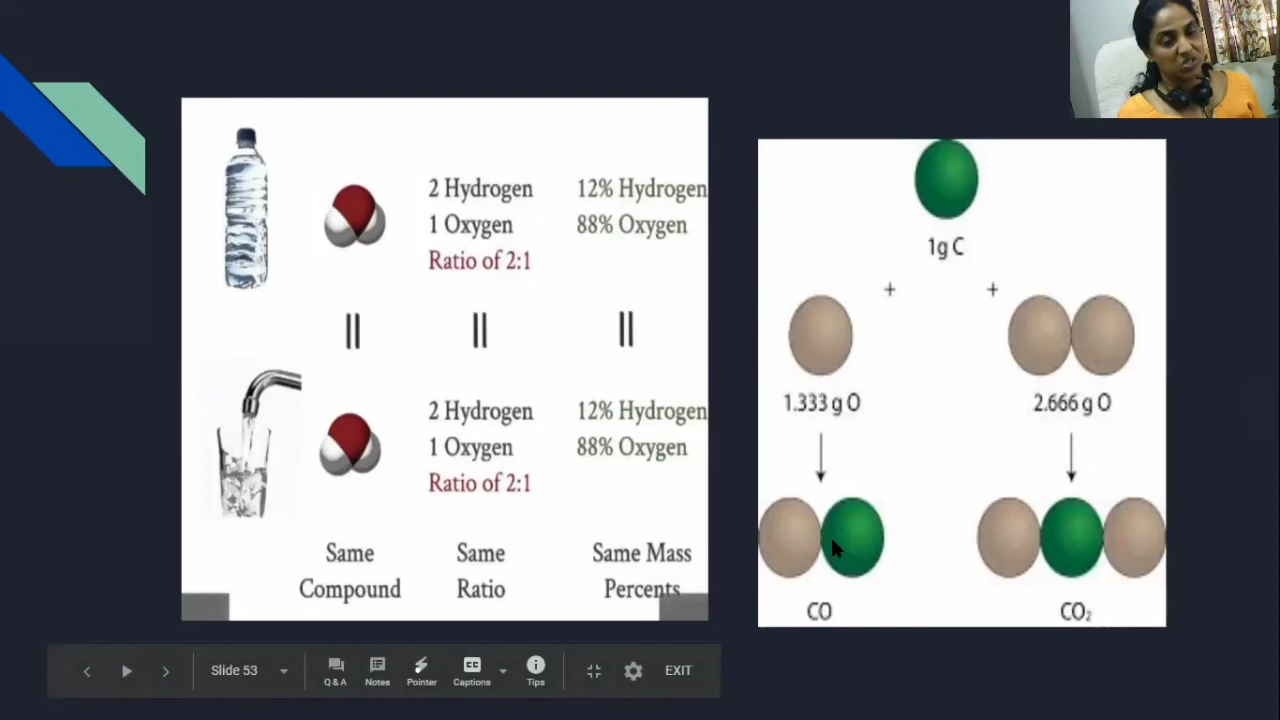 2 Hydrogen
1 Oxygen
Ratio of 2:1
12% Hydrogen
88% Oxygen
2 Hydrogen
1 Oxygen
Ratio of 2:1
12% Hydrogen
88% Oxygen
Same
Compound
Same
Ratio
Same Mass
Percents
1g C
+
+
1.333 g O
2.666 g O
CO
CO₂
Slide 53
Q & A
Notes
Pointer
CC
Captions
Tips
EXIT